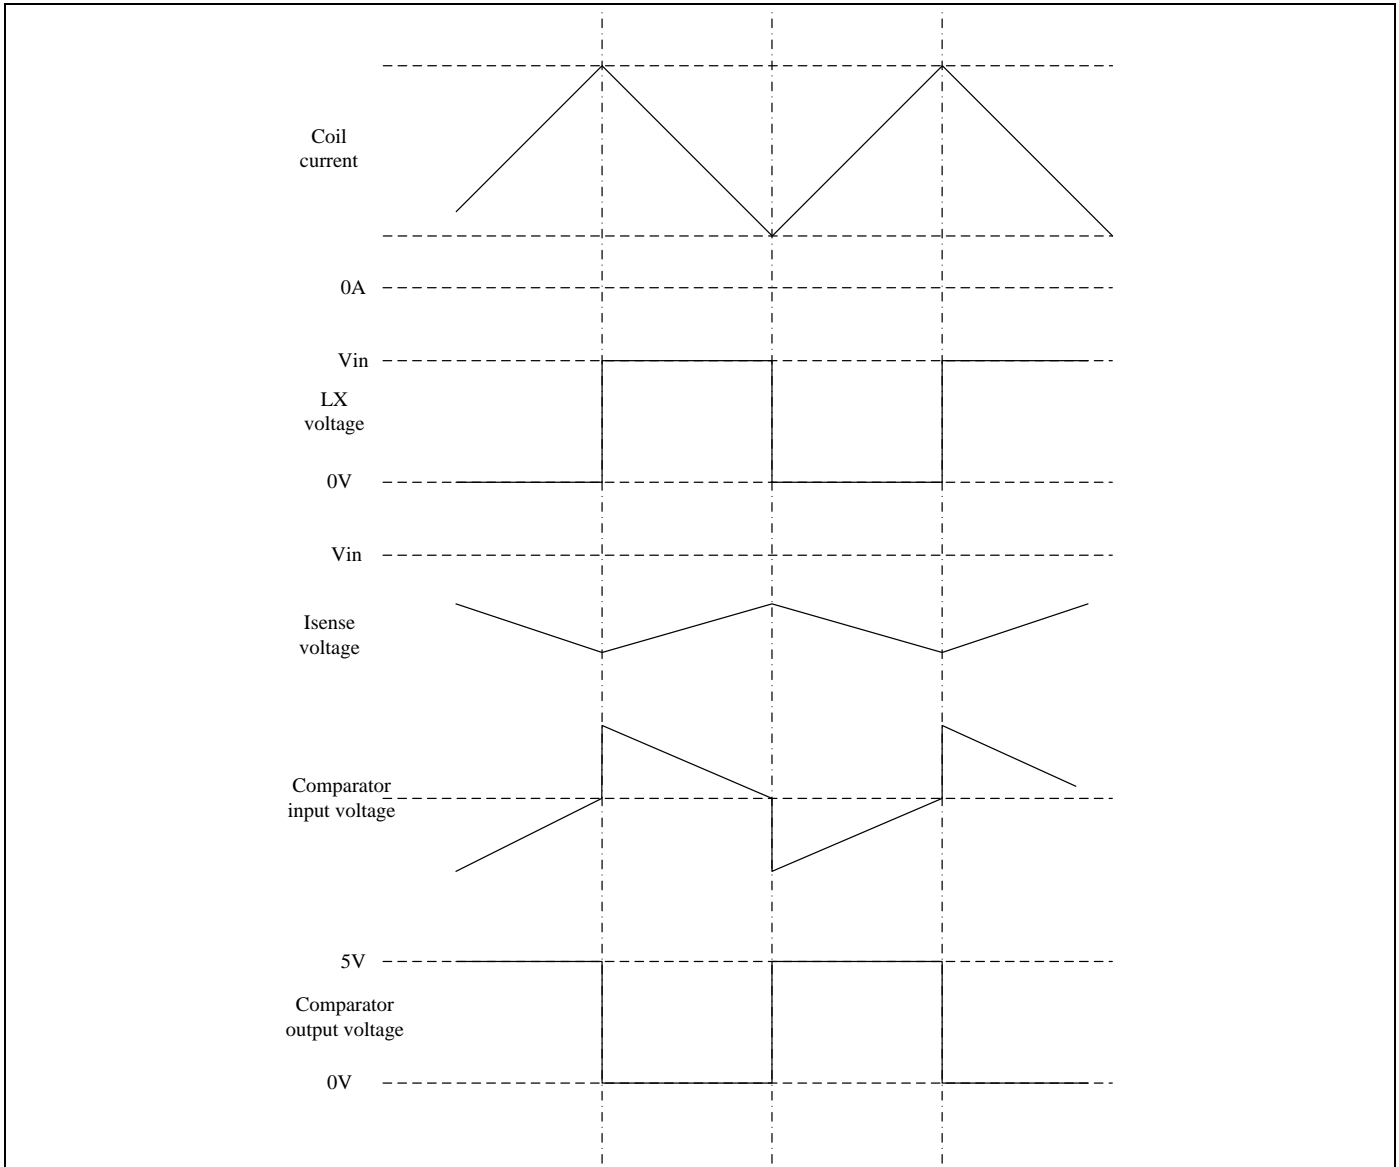 Coil
current
0A
Vin
LX
voltage
0V
Vin
Isense
voltage
Comparator
input voltage
5V
Comparator
output voltage
0V